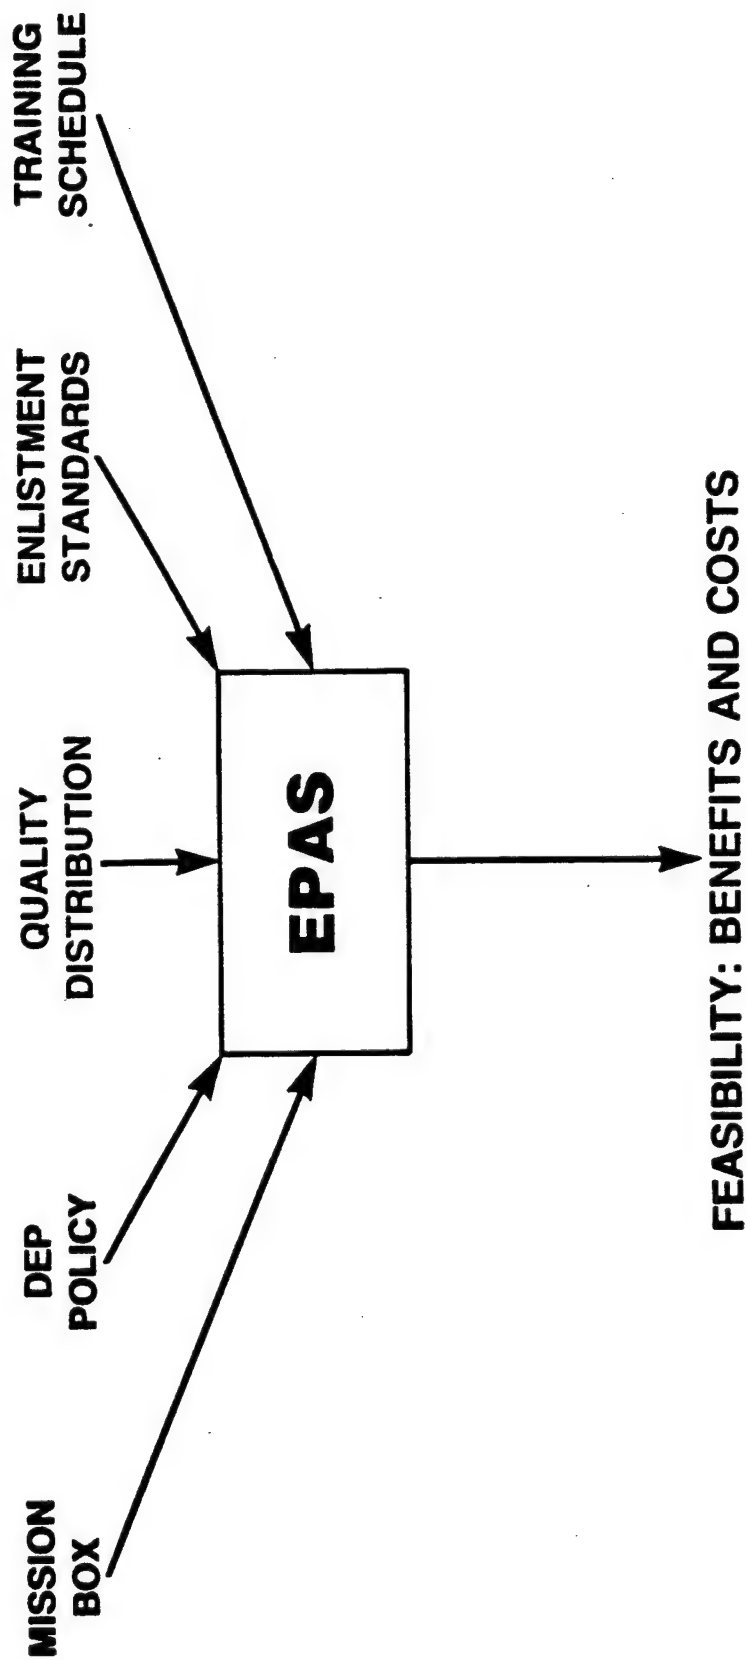 MISSION
BOX
DEP
POLICY
QUALITY
DISTRIBUTION
ENLISTMENT
STANDARDS
TRAINING
SCHEDULE
EPAS
FEASIBILITY: BENEFITS AND COSTS